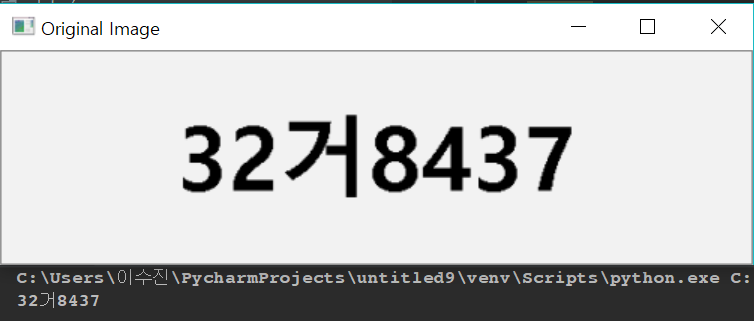 Original Image
32거8437
C:\Users\이수진\PycharmProjects\untitled9\venv\Scripts\python.exe C:
32거8437